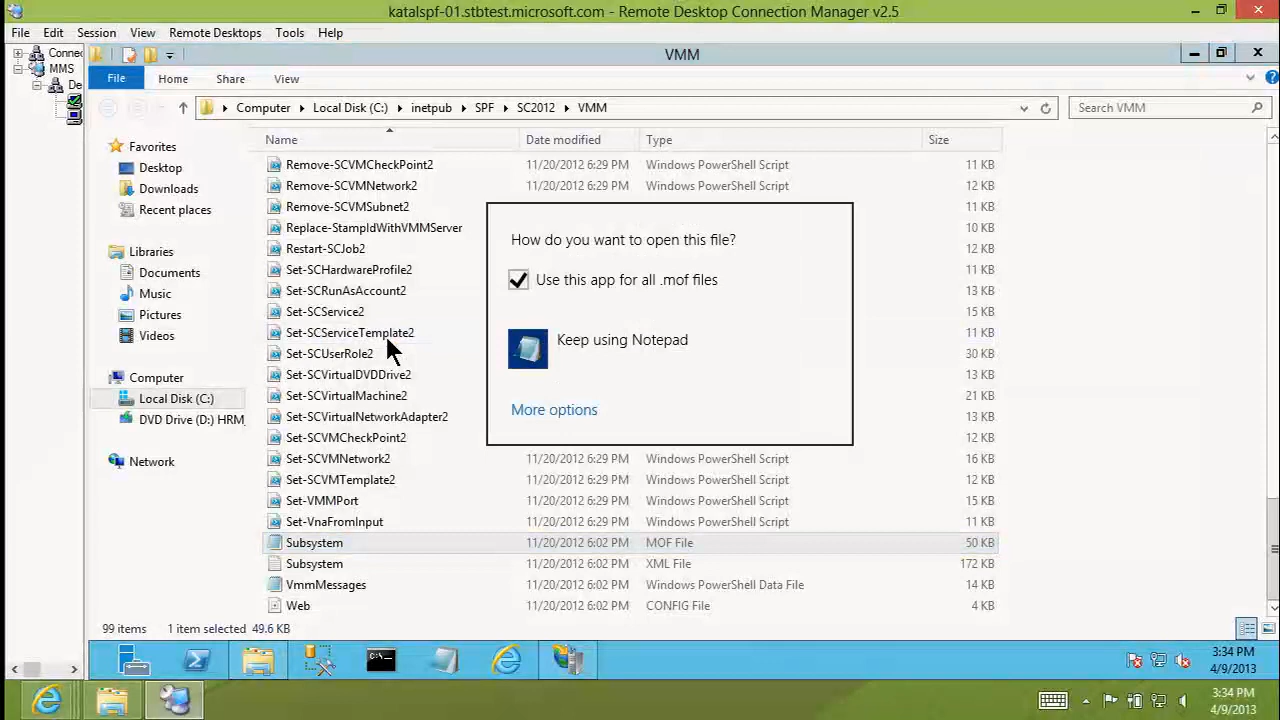 katalspf-01.stbtest.microsoft.com - Remote Desktop Connection Manager v2.5
File Edit Session View Remote Desktops Tools Help
Connec
MMS
De
VMM
File Home Share View
Computer Local Disk (C:) inetpub SPF SC2012 VMM
Search VMM
Favorites
Desktop
Downloads
Recent places
Libraries
Documents
Music
Pictures
Videos
Computer
Local Disk (C:)
DVD Drive (D:) HRM
Network
Name Date modified Type Size
Remove-SCVMCheckPoint2 11/20/2012 6:29 PM Windows PowerShell Script 11 KB
Remove-SCVMNetwork2 11/20/2012 6:29 PM Windows PowerShell Script 12 KB
Remove-SCVMSubnet2 11 KB
Replace-StampIdWithVMMServer 10 KB
Restart-SCJob2 12 KB
Set-SCHardwareProfile2 11 KB
Set-SCRunAsAccount2 13 KB
Set-SCService2 15 KB
Set-SCServiceTemplate2 11 KB
Set-SCUserRole2 30 KB
Set-SCVirtualDVDDrive2 13 KB
Set-SCVirtualMachine2 21 KB
Set-SCVirtualNetworkAdapter2 13 KB
Set-SCVMCheckPoint2 12 KB
Set-SCVMNetwork2 11/20/2012 6:29 PM Windows PowerShell Script 16 KB
Set-SCVMTemplate2 11/20/2012 6:29 PM Windows PowerShell Script 12 KB
Set-VMMPort 11/20/2012 6:29 PM Windows PowerShell Script 15 KB
Set-VnaFromInput 11/20/2012 6:29 PM Windows PowerShell Script 11 KB
Subsystem 11/20/2012 6:02 PM MOF File 50 KB
Subsystem 11/20/2012 6:02 PM XML File 172 KB
VmmMessages 11/20/2012 6:02 PM Windows PowerShell Data File 14 KB
Web 11/20/2012 6:02 PM CONFIG File 4 KB
How do you want to open this file?
Use this app for all .mof files
Keep using Notepad
More options
99 items 1 item selected 49.6 KB
3:34 PM
4/9/2013
3:34 PM
4/9/2013